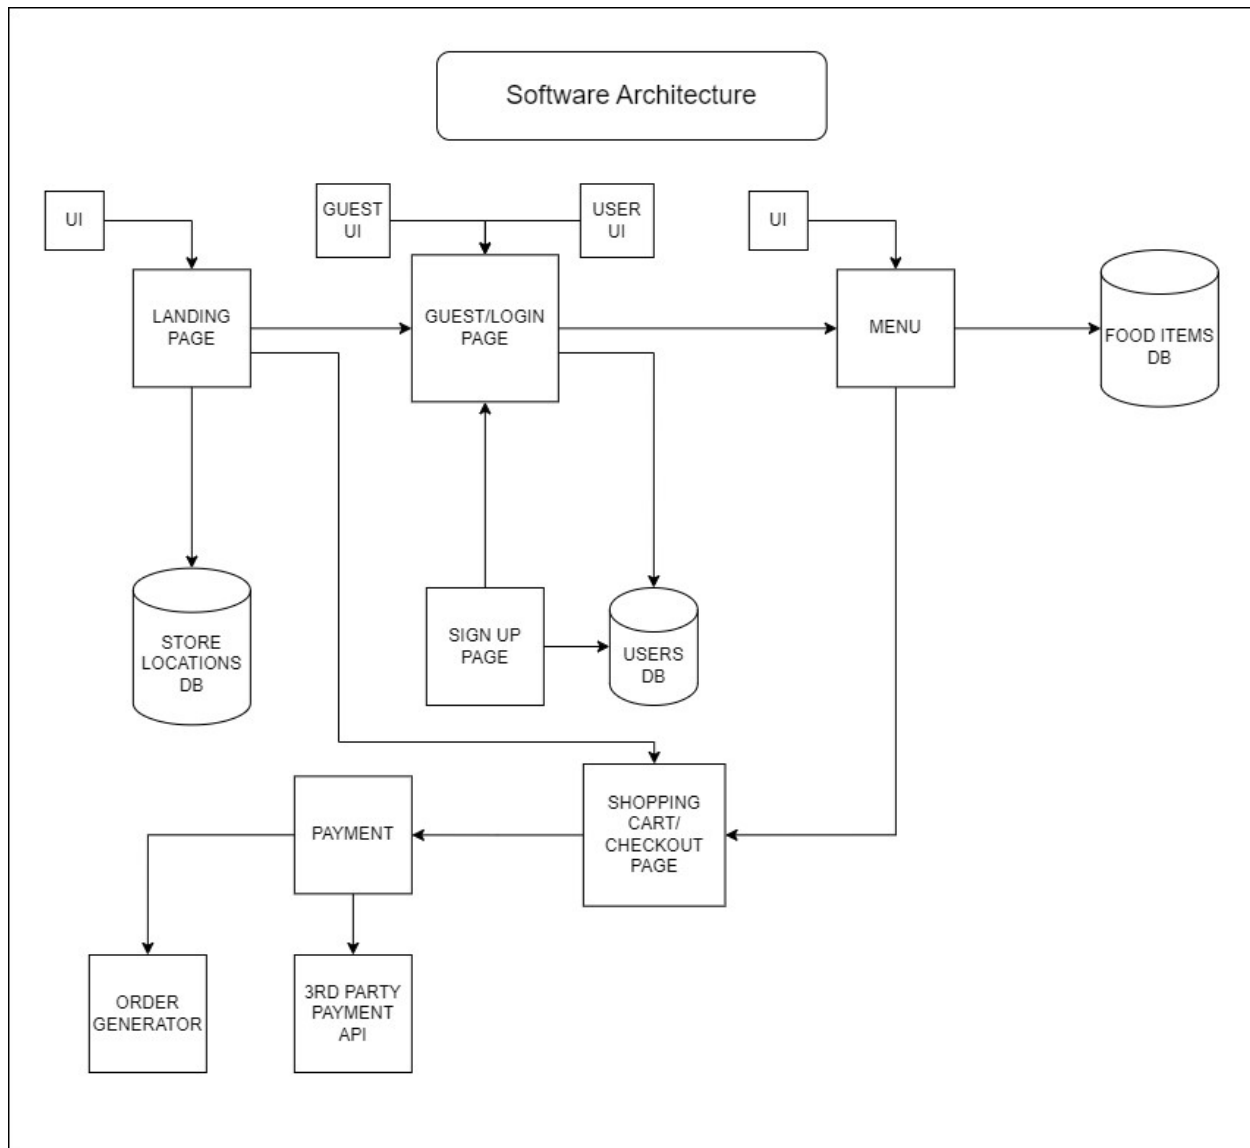 Software Architecture
UI
GUEST
UI
USER
UI
UI
LANDING
PAGE
GUEST/LOGIN
PAGE
MENU
FOOD ITEMS
DB
STORE
LOCATIONS
DB
SIGN UP
PAGE
USERS
DB
PAYMENT
SHOPPING
CART/
CHECKOUT
PAGE
ORDER
GENERATOR
3RD PARTY
PAYMENT
API